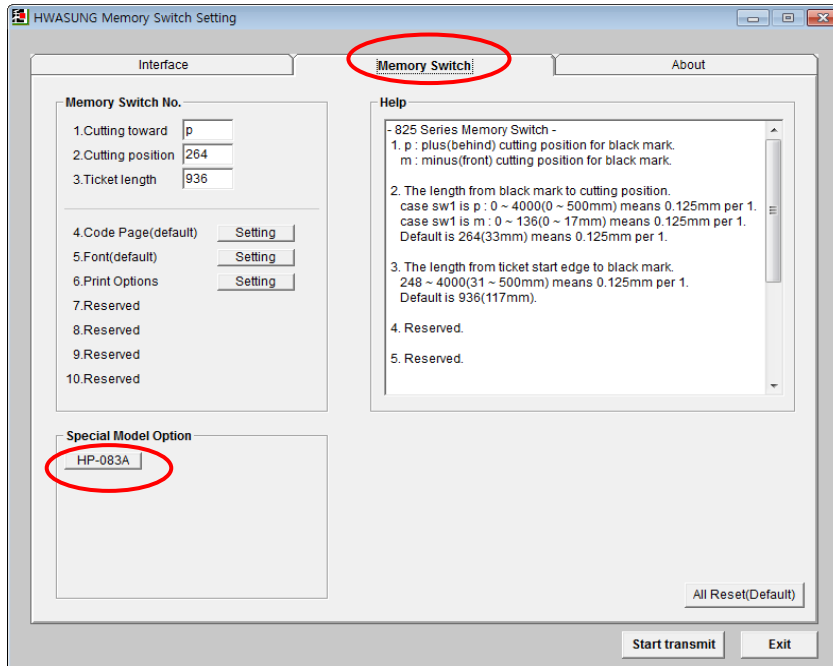 HWASUNG Memory Switch Setting
Interface
Memory Switch
About
Memory Switch No.
1.Cutting toward p
2.Cutting position 264
3.Ticket length 936
4.Code Page(default) Setting
5.Font(default) Setting
6.Print Options Setting
7.Reserved
8.Reserved
9.Reserved
10.Reserved
Help
- 825 Series Memory Switch -
1. p : plus(behind) cutting position for black mark.
m : minus(front) cutting position for black mark.
2. The length from black mark to cutting position.
case sw1 is p : 0 ~ 4000(0 ~ 500mm) means 0.125mm per 1.
case sw1 is m : 0 ~ 136(0 ~ 17mm) means 0.125mm per 1.
Default is 264(33mm) means 0.125mm per 1.
3. The length from ticket start edge to black mark.
248 ~ 4000(31 ~ 500mm) means 0.125mm per 1.
Default is 936(117mm).
4. Reserved.
5. Reserved.
Special Model Option
HP-083A
All Reset(Default)
Start transmit
Exit